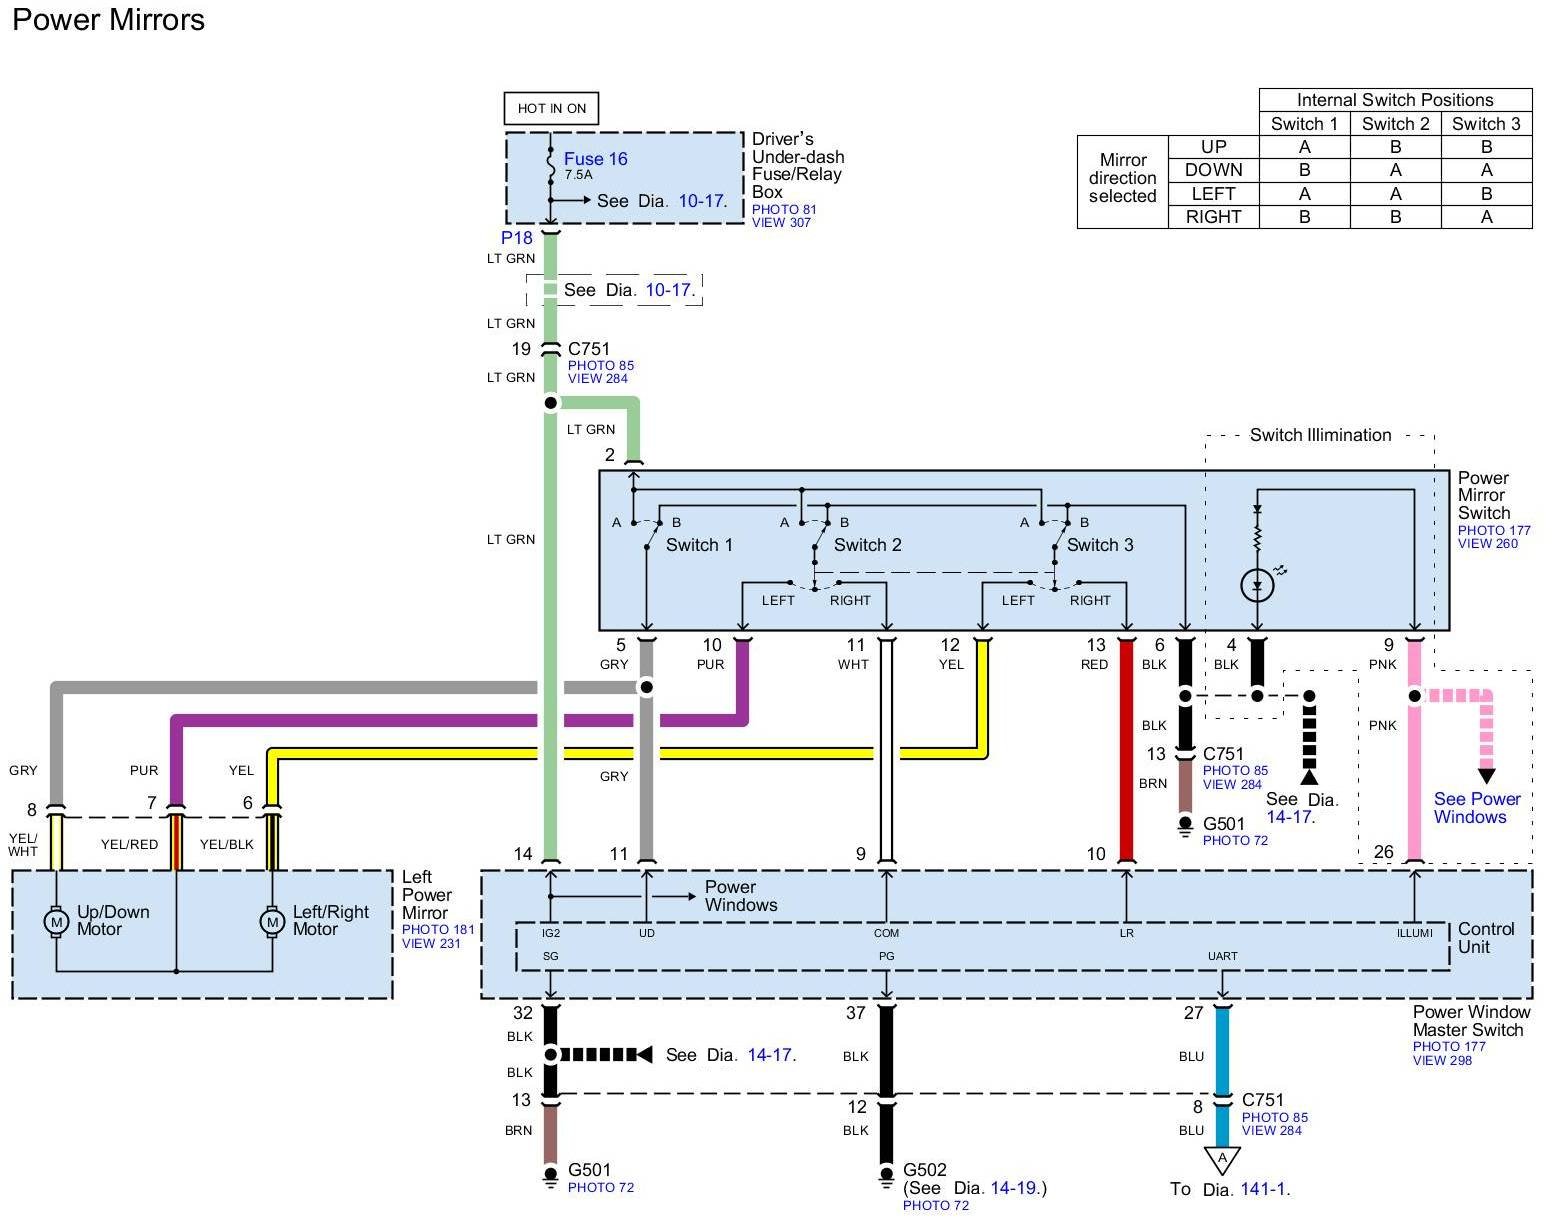 Power Mirrors
HOT IN ON
Fuse 16
7.5A
See Dia. 10-17.
Driver's
Under-dash
Fuse/Relay
Box
PHOTO 81
VIEW 307
Internal Switch Positions
Switch 1 Switch 2 Switch 3
Mirror
direction
selected
UP A B B
DOWN B A A
LEFT A A B
RIGHT B B A
P18
LT GRN
See Dia. 10-17.
LT GRN
19 C751
PHOTO 85
VIEW 284
LT GRN
LT GRN
2
LT GRN
Switch Illimination
Power
Mirror
Switch
PHOTO 177
VIEW 260
A B
Switch 1
A B
Switch 2
A B
Switch 3
LEFT RIGHT
LEFT RIGHT
5 10 11 12 13 6 4 9
GRY PUR WHT YEL RED BLK BLK PNK
BLK
PNK
13 C751
PHOTO 85
VIEW 284
BRN
G501
PHOTO 72
See Dia.
14-17.
See Power
Windows
GRY PUR YEL
GRY
8 7 6
YEL/
WHT
YEL/RED
YEL/BLK
14 11 9 10 26
Left
Power
Mirror
PHOTO 181
VIEW 231
M
Up/Down
Motor
M
Left/Right
Motor
Power
Windows
IG2 UD COM LR ILLUMI
SG PG UART
Control
Unit
Power Window
Master Switch
PHOTO 177
VIEW 298
32 37 27
BLK
See Dia. 14-17.
BLK
BLU
BLK
13 12 8
C751
PHOTO 85
VIEW 284
BRN BLK BLU
G501
PHOTO 72
G502
(See Dia. 14-19.)
PHOTO 72
A
To Dia. 141-1.